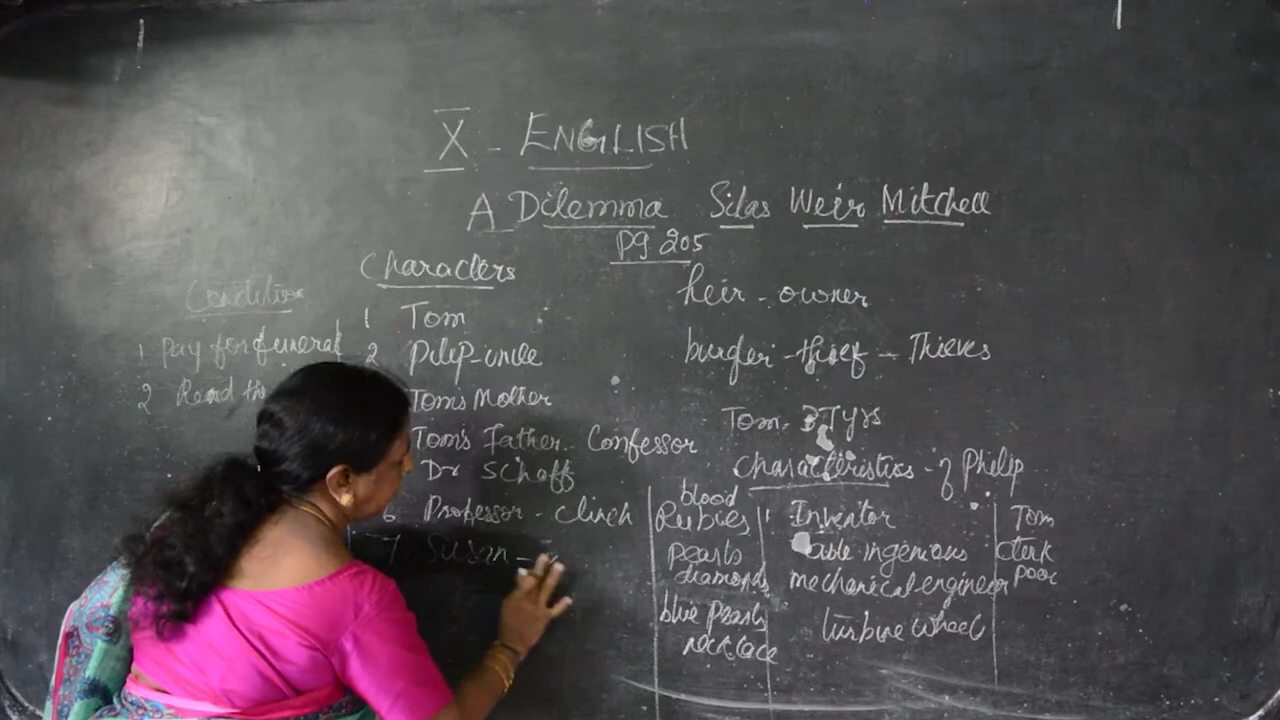 X - ENGLISH
A Dilemma Silas Weir Mitchell
Pg 205
Condition
1 Pay for funeral
2 Read the
Characters
1 Tom
2 Pilip-uncle
Toms Mother
Toms Father. Confessor
Dr Schaff
6 Professor - Clinch
7 Susan -
heir - owner
burgler - thief - Thieves
Tom.
Characteristics - of Philip
blood
Rubies
pearls
diamonds
blue pearls
necklace
1 Inventor
able ingenious
mechanical engineer
turbine wheel
Tom
Clerk
poor